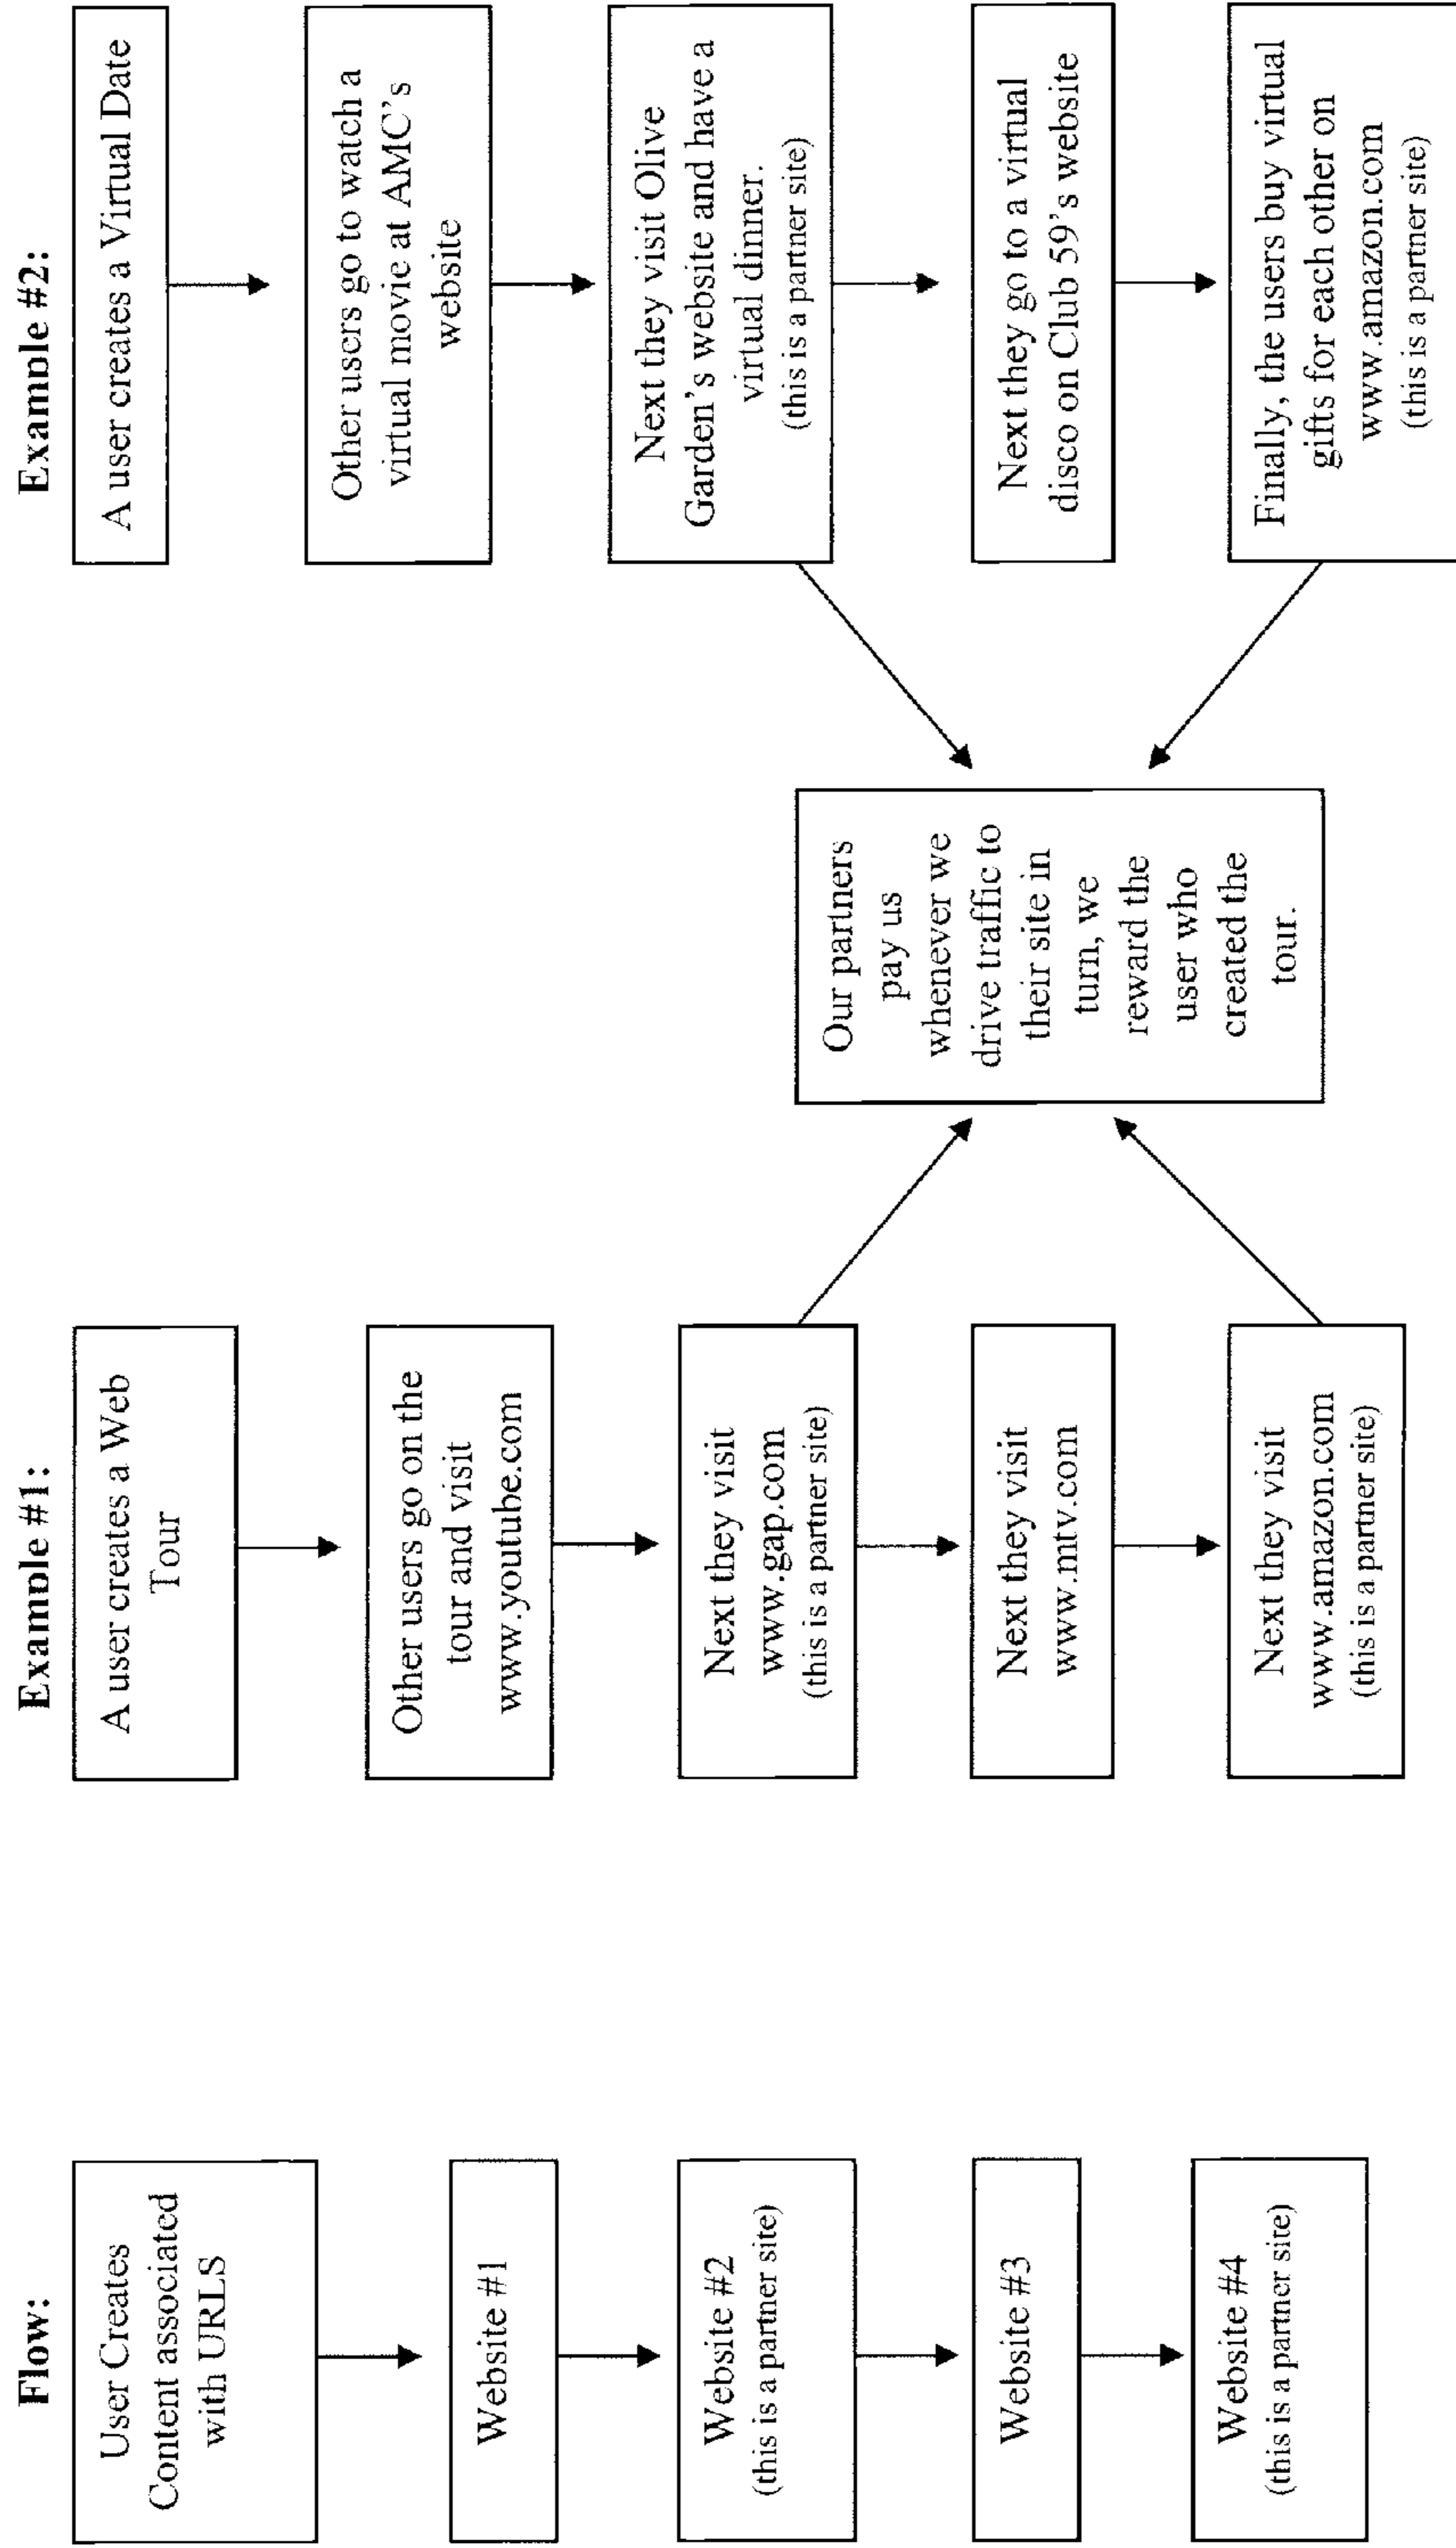 Flow:
User Creates
Content associated
with URLS
Website #1
Website #2
(this is a partner site)
Website #3
Website #4
(this is a partner site)
Example #1:
A user creates a Web
Tour
Other users go on the
tour and visit
www.youtube.com
Next they visit
www.gap.com
(this is a partner site)
Next they visit
www.mtv.com
Next they visit
www.amazon.com
(this is a partner site)
Our partners
pay us
whenever we
drive traffic to
their site in
turn, we
reward the
user who
created the
tour.
Example #2:
A user creates a Virtual Date
Other users go to watch a
virtual movie at AMC's
website
Next they visit Olive
Garden's website and have a
virtual dinner.
(this is a partner site)
Next they go to a virtual
disco on Club 59's website
Finally, the users buy virtual
gifts for each other on
www.amazon.com
(this is a partner site)